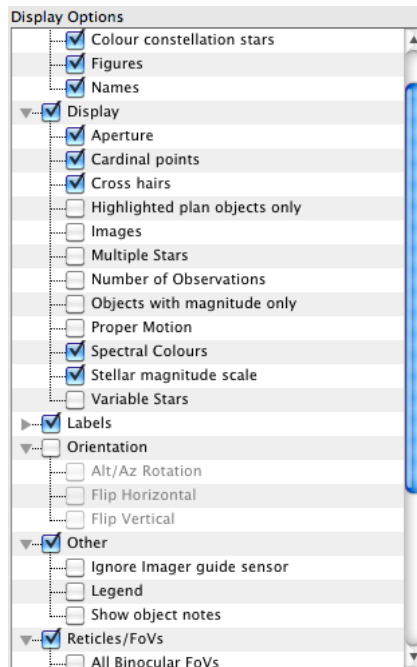 Display Options
Colour constellation stars
Figures
Names
Display
Aperture
Cardinal points
Cross hairs
Highlighted plan objects only
Images
Multiple Stars
Number of Observations
Objects with magnitude only
Proper Motion
Spectral Colours
Stellar magnitude scale
Variable Stars
Labels
Orientation
Alt/Az Rotation
Flip Horizontal
Flip Vertical
Other
Ignore Imager guide sensor
Legend
Show object notes
Reticles/FoVs
All Binocular FoVs